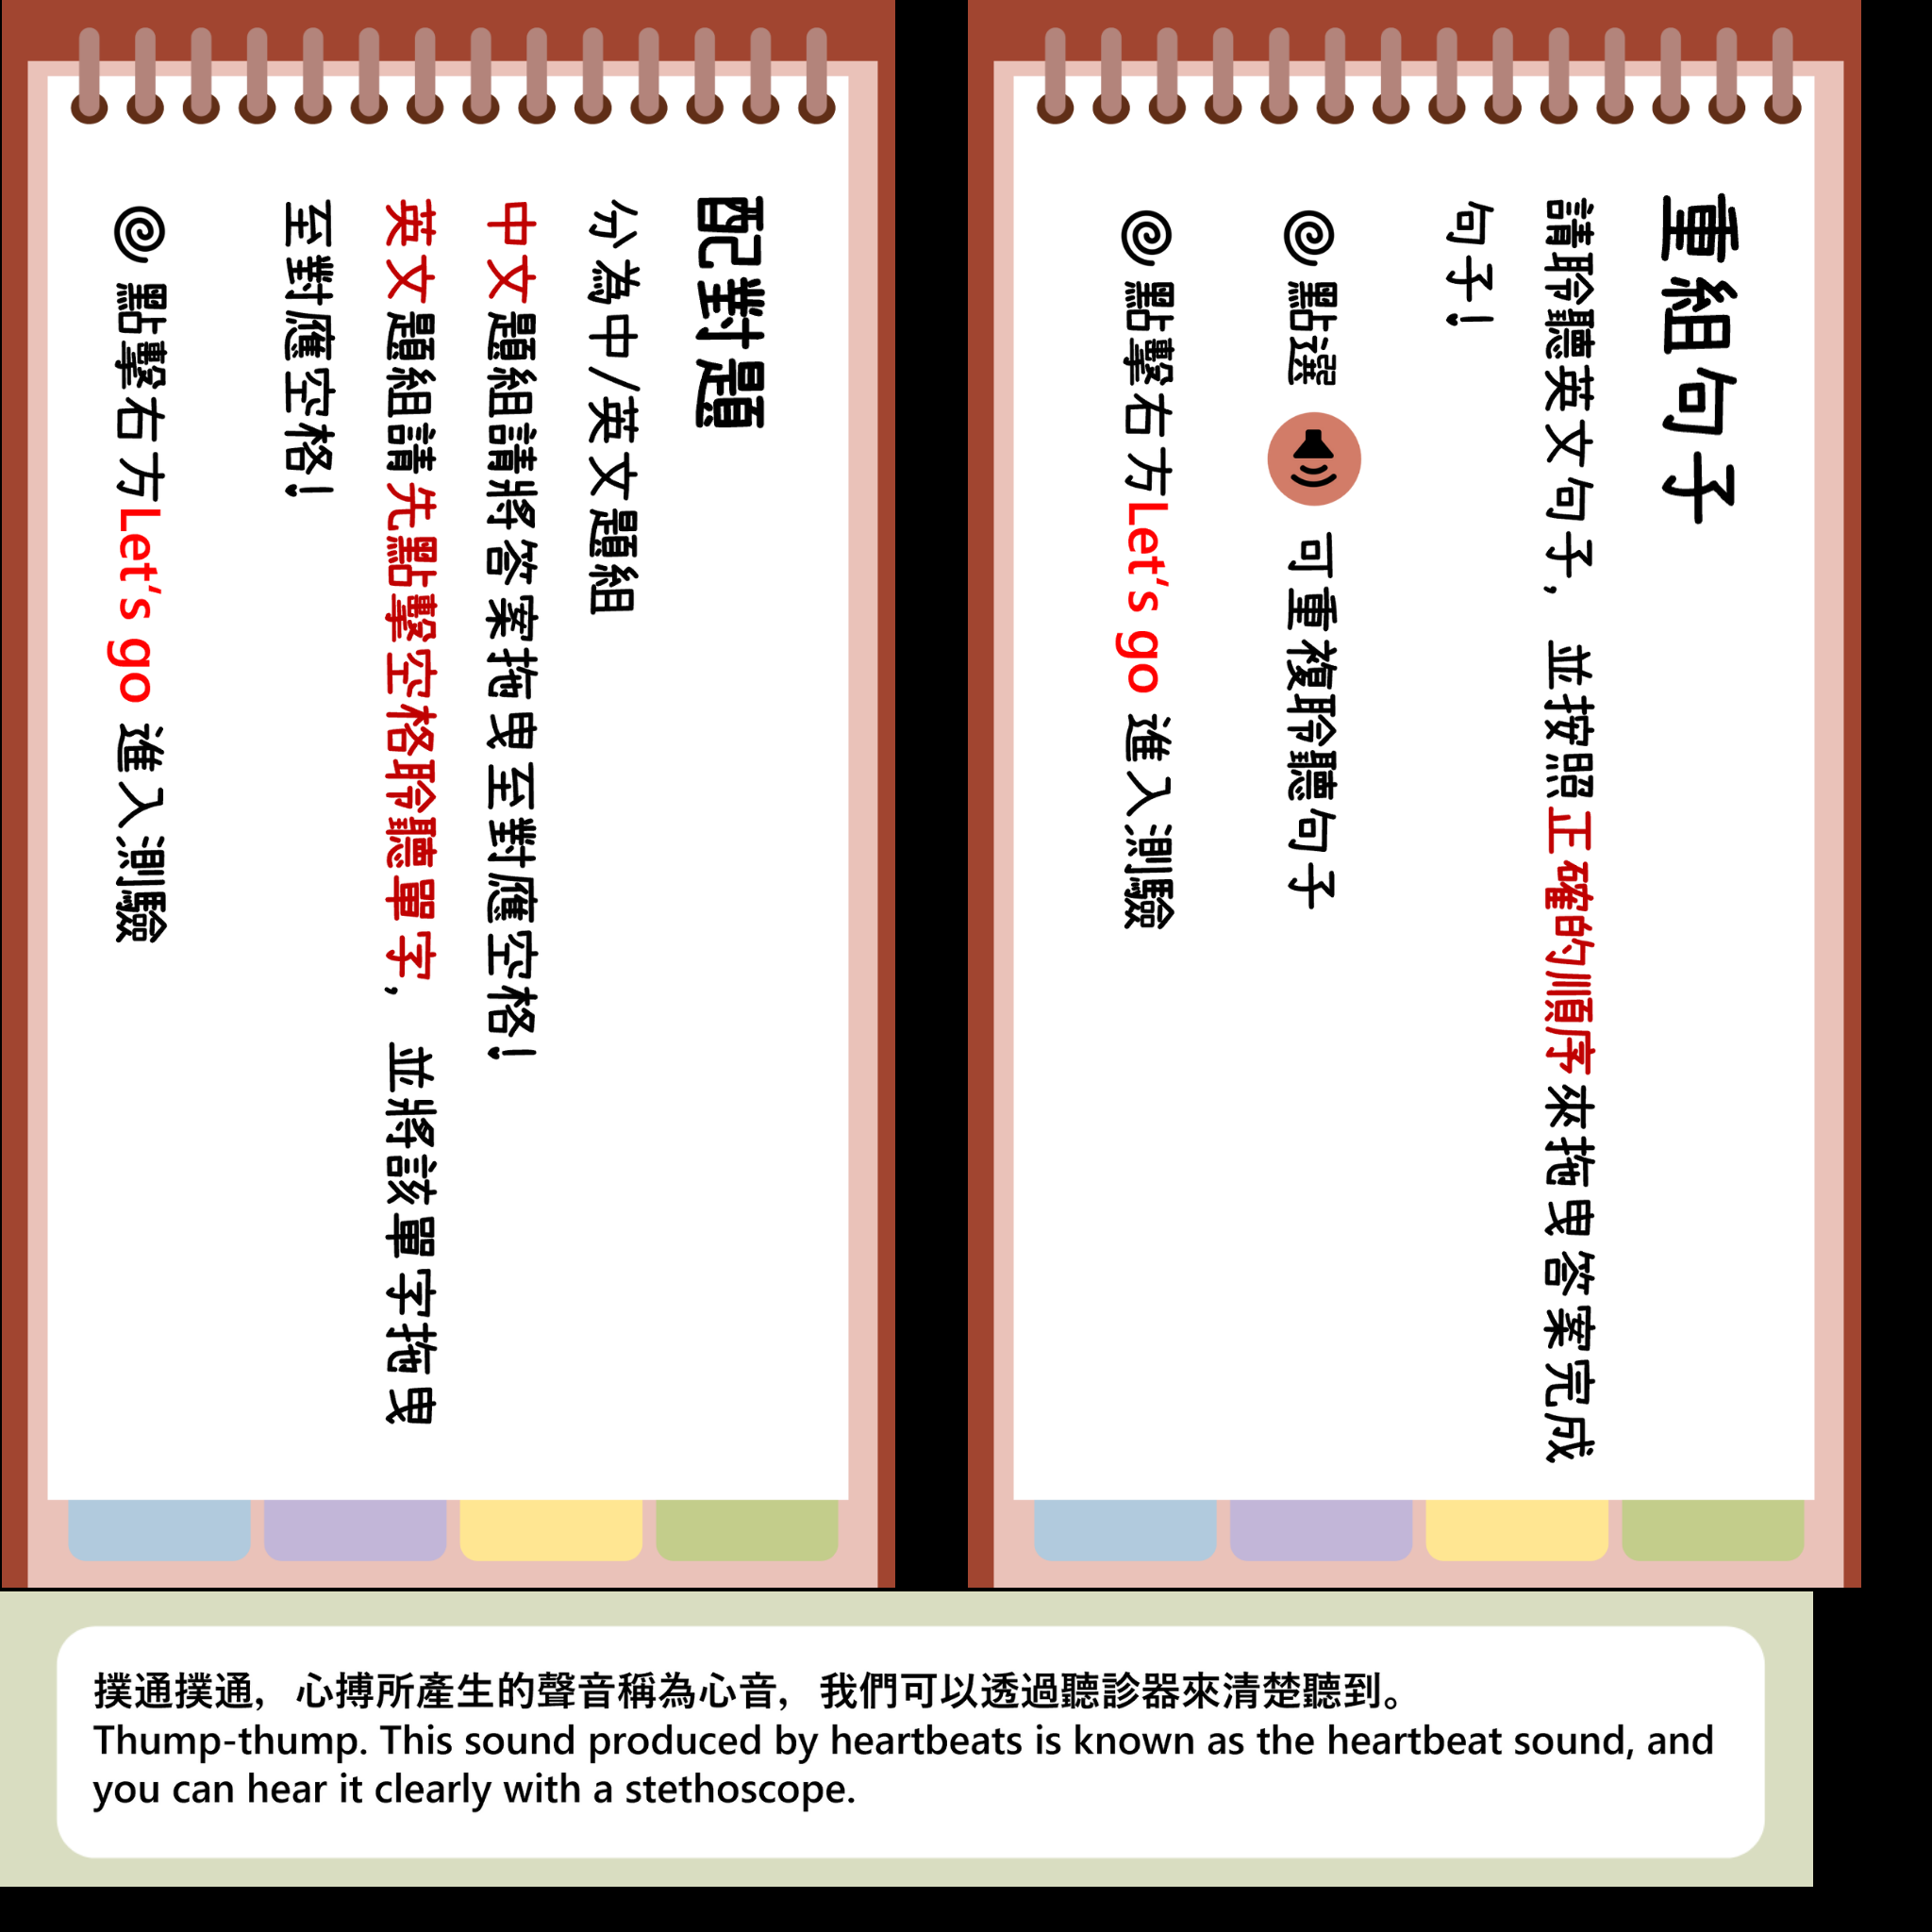 配對題
分為中/英文題組
中文題組請將答案拖曳至對應空格！
英文題組請先點擊空格聆聽單字，並將該單字拖曳
至對應空格！
點擊右方Let‘s go 進入測驗
重組句子
請聆聽英文句子，並按照正確的順序來拖曳答案完成
句子！
點選 可重複聆聽句子
點擊右方Let‘s go 進入測驗
撲通撲通，心搏所產生的聲音稱為心音，我們可以透過聽診器來清楚聽到。
Thump-thump. This sound produced by heartbeats is known as the heartbeat sound, and
you can hear it clearly with a stethoscope.